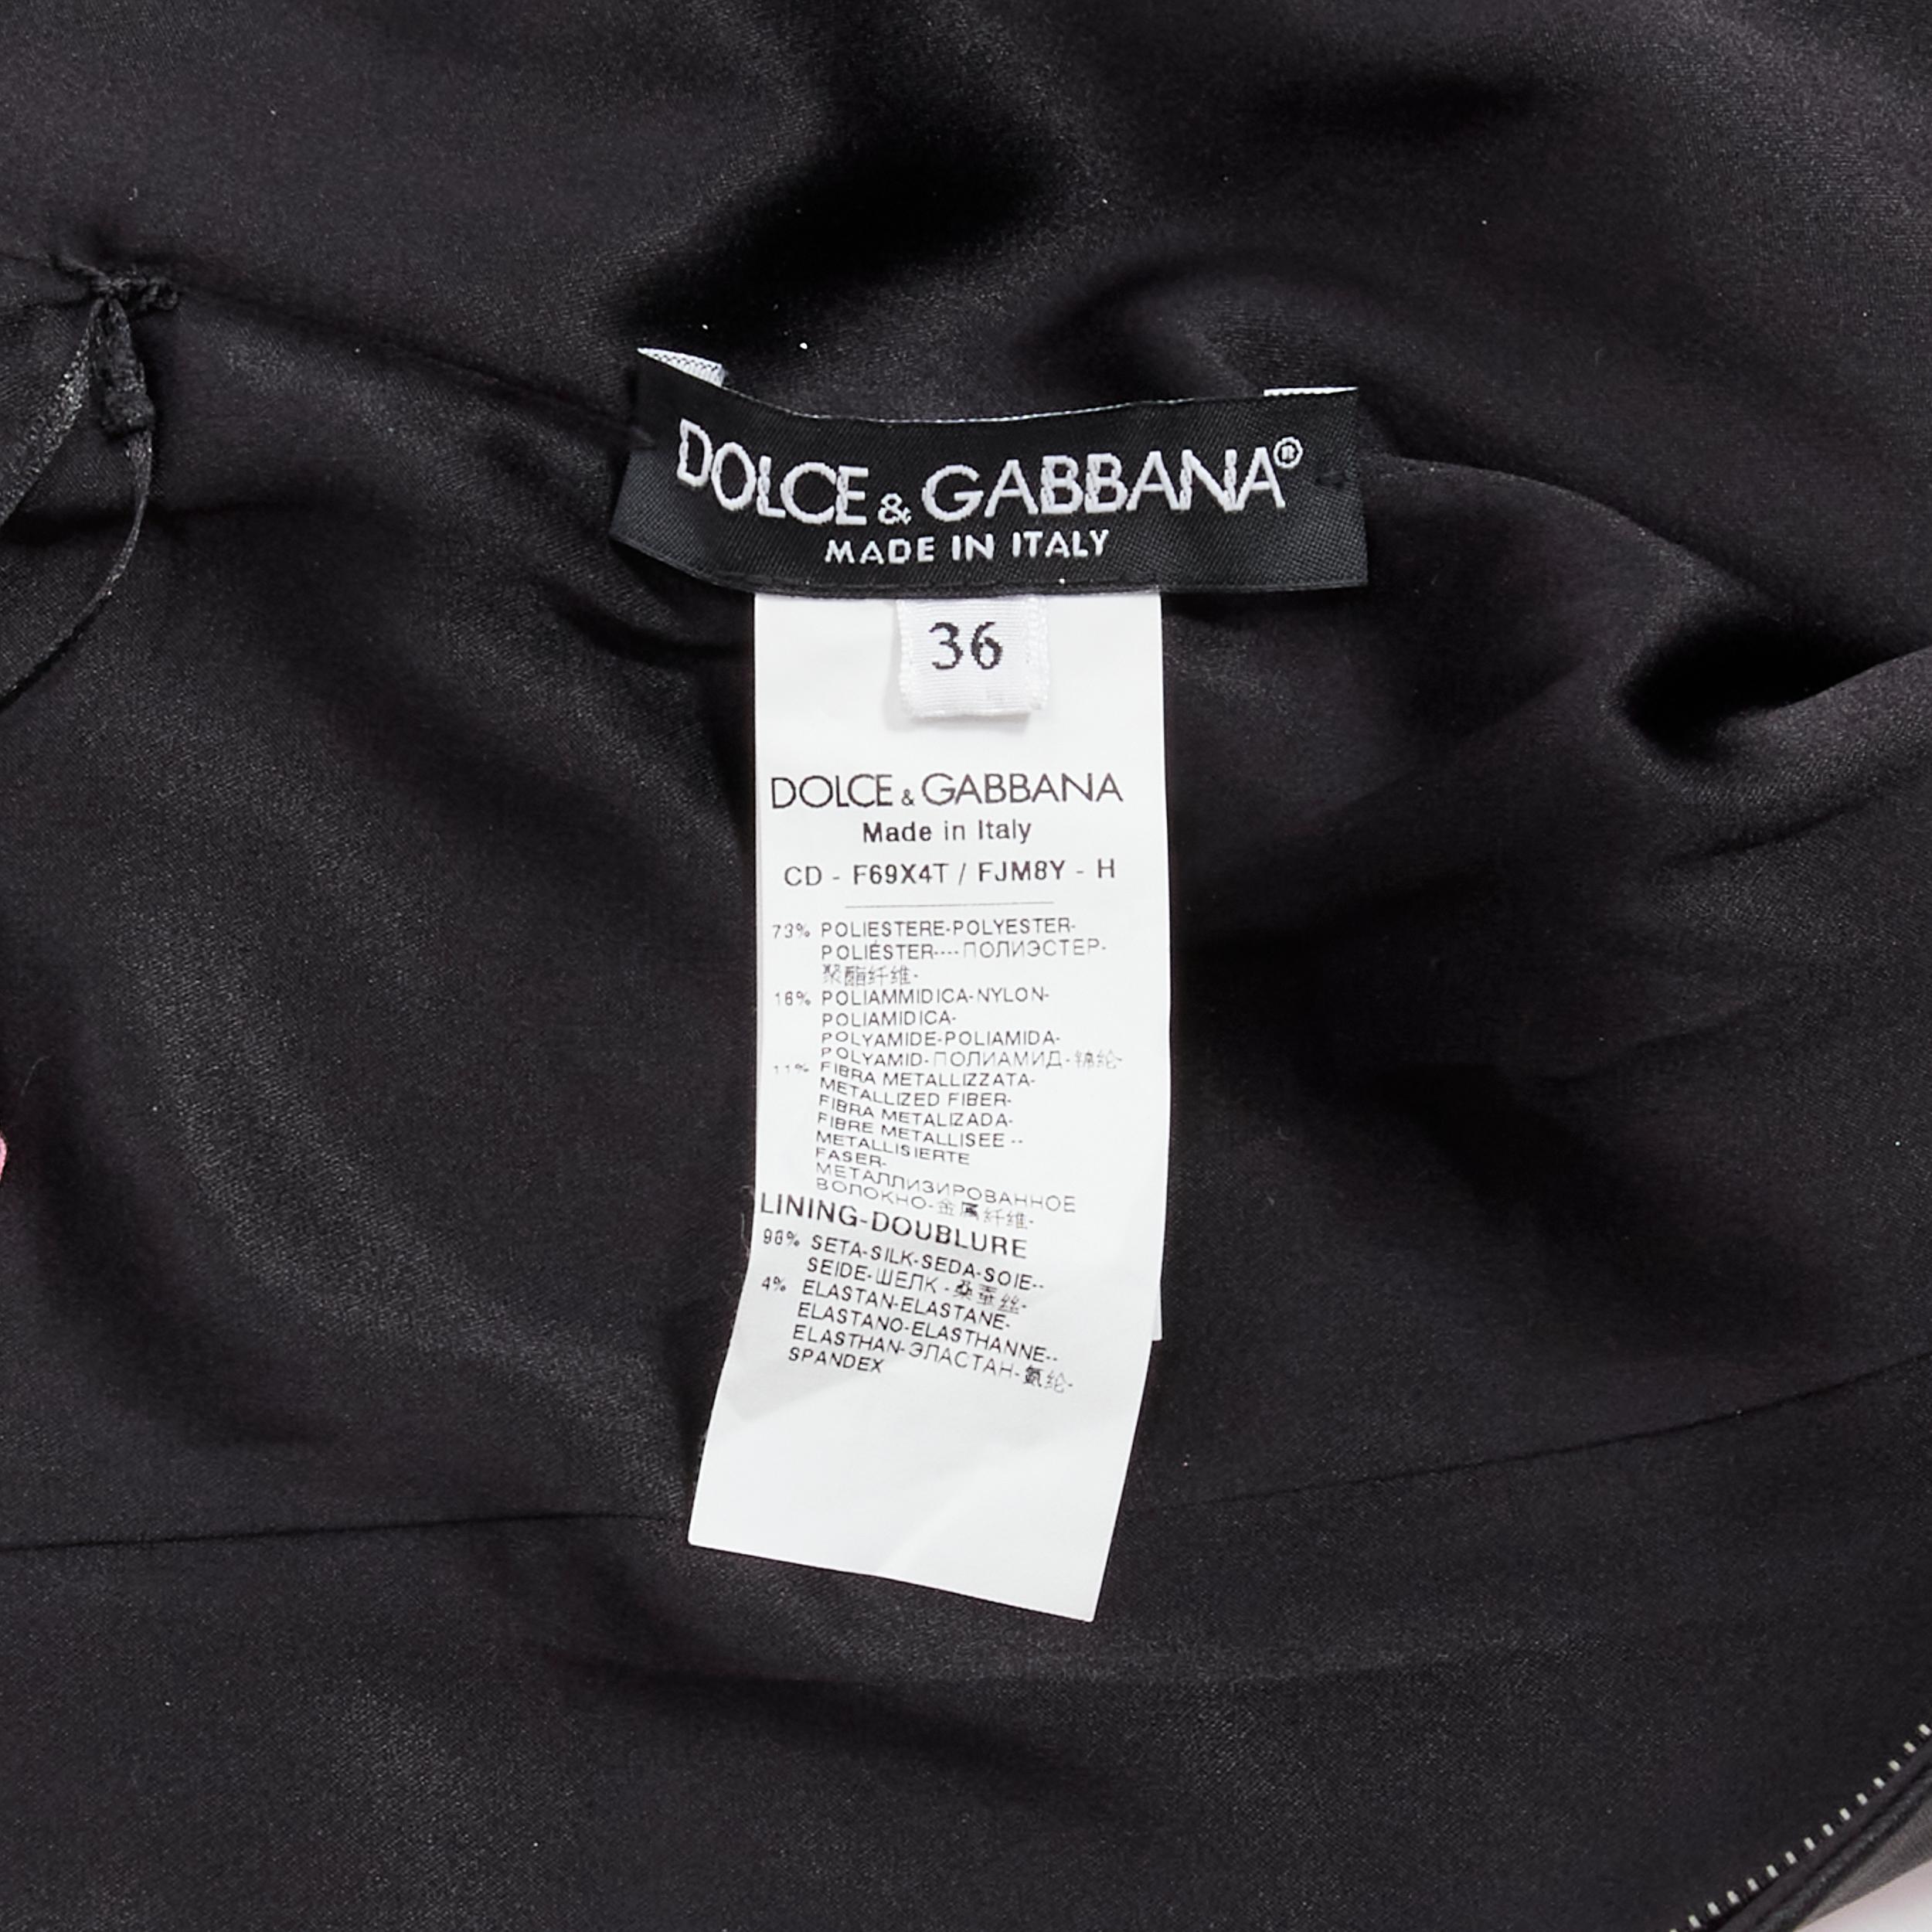 DOLCE & GABBANA®
MADE IN ITALY
36
DOLCE & GABBANA
Made in Italy
CD - F69X4T / FJM8Y - H
73% POLIESTERE-POLYESTER-
POLIÉSTER----ПОЛИЭСТЕР-
聚酯纤维-
16% POLIAMMIDICA-NYLON-
POLIAMIDICA-
POLYAMIDE-POLIAMIDA-
POLYAMID-ПОЛИАМИД-锦纶-
11% FIBRA METALLIZZATA-
METALLIZED FIBER-
FIBRA METALIZADA-
FIBRE METALLISEE --
METALLISIERTE
FASER-
МЕТАЛЛИЗИРОВАННОЕ
ВОЛОКНО-金属纤维-
LINING-DOUBLURE
96% SETA-SILK-SEDA-SOIE--
SEIDE-ШЕЛК-桑蚕丝-
4% ELASTAN-ELASTANE-
ELASTANO-ELASTHANNE--
ELASTHAN-ЭЛАСТАН-氨纶-
SPANDEX